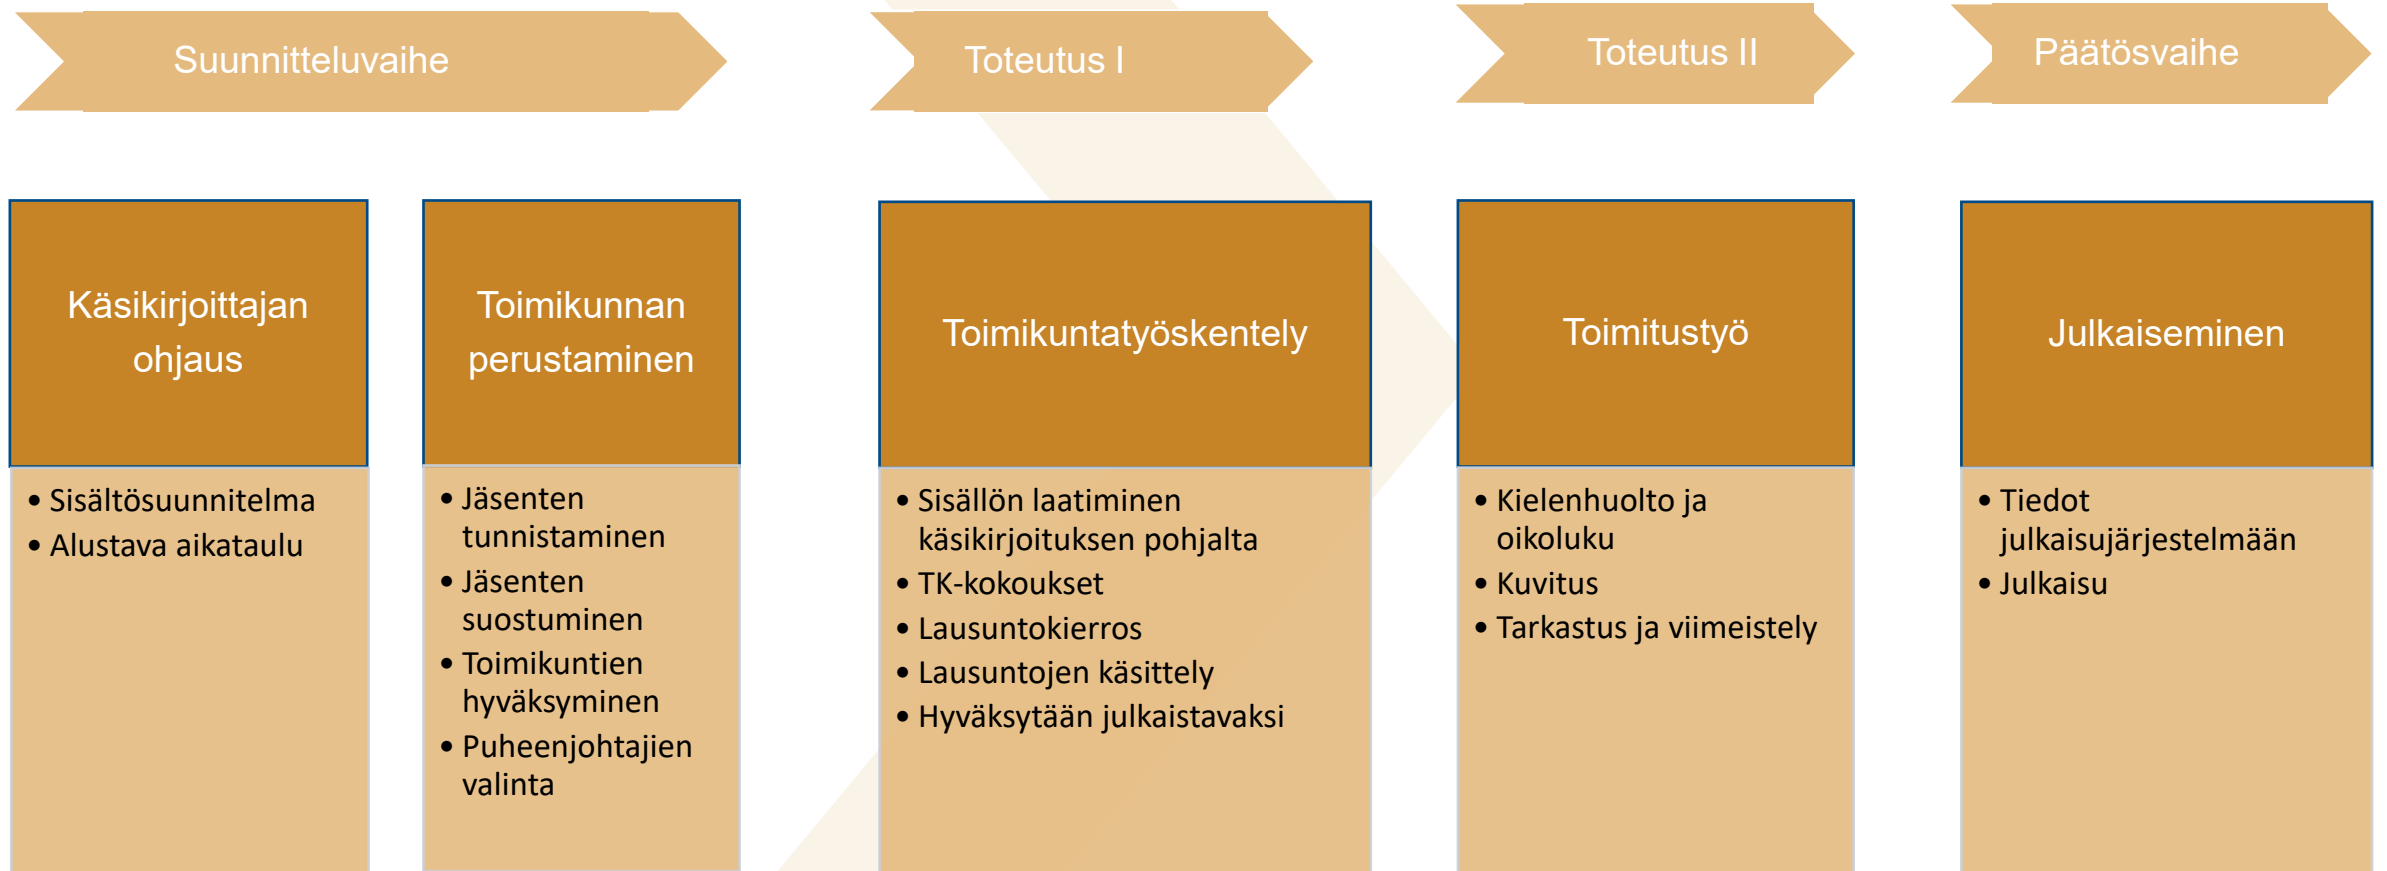 Suunnitteluvaihe
Toteutus I
Toteutus II
Päätösvaihe
Käsikirjoittajan
ohjaus
• Sisältösuunnitelma
• Alustava aikataulu
Toimikunnan
perustaminen
• Jäsenten
tunnistaminen
• Jäsenten
suostuminen
• Toimikuntien
hyväksyminen
• Puheenjohtajien
valinta
Toimikuntatyöskentely
• Sisällön laatiminen
käsikirjoituksen pohjalta
• TK-kokoukset
• Lausuntokierros
• Lausuntojen käsittely
• Hyväksytään julkaistavaksi
Toimitustyö
• Kielenhuolto ja
oikoluku
• Kuvitus
• Tarkastus ja viimeistely
Julkaiseminen
• Tiedot
julkaisujärjestelmään
• Julkaisu